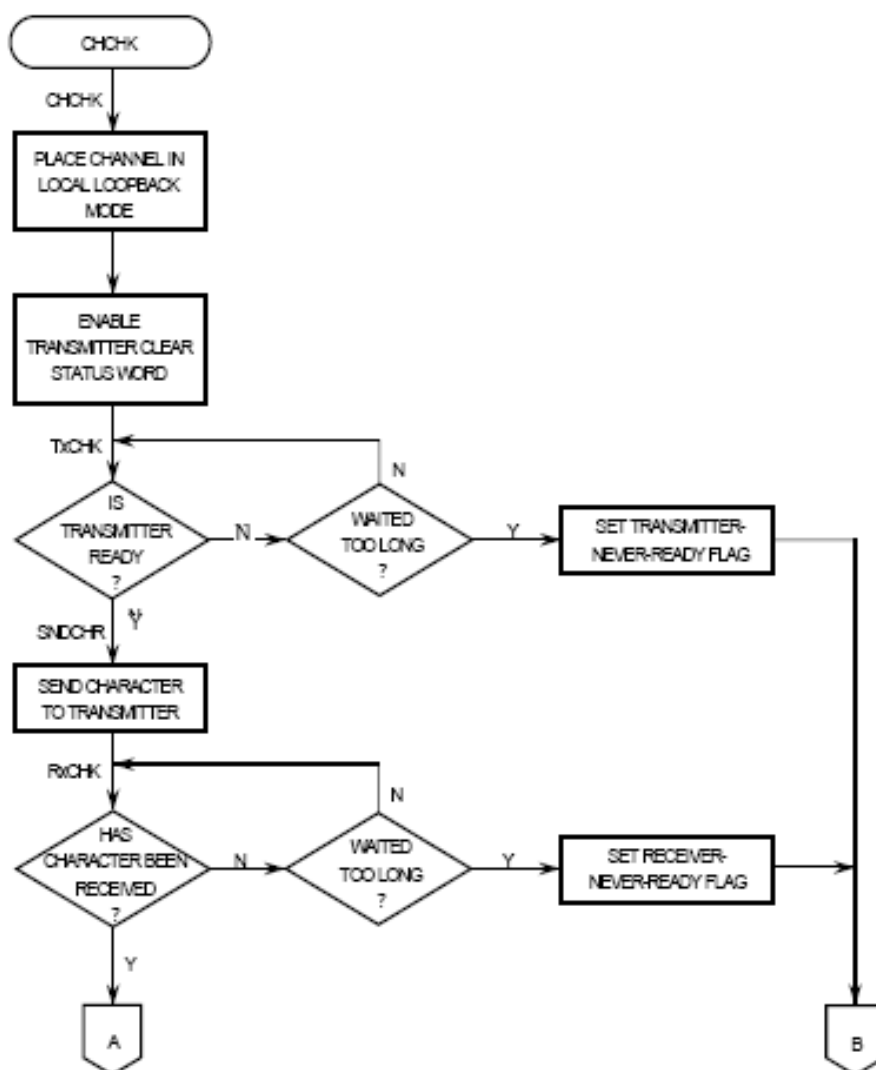 CHCHK
CHCHK
PLACE CHANNEL IN
LOCAL LOOPBACK
MODE
ENABLE
TRANSMITTER CLEAR
STATUS WORD
TxCHK
N
IS
TRANSMITTER
READY
?
N
WAITED
TOO LONG
?
Y
SET TRANSMITTER-
NEVER-READY FLAG
Y
SNDCHR
SEND CHARACTER
TO TRANSMITTER
RxCHK
N
HAS
CHARACTER BEEN
RECEIVED
?
N
WAITED
TOO LONG
?
Y
SET RECEIVER-
NEVER-READY FLAG
Y
A
B